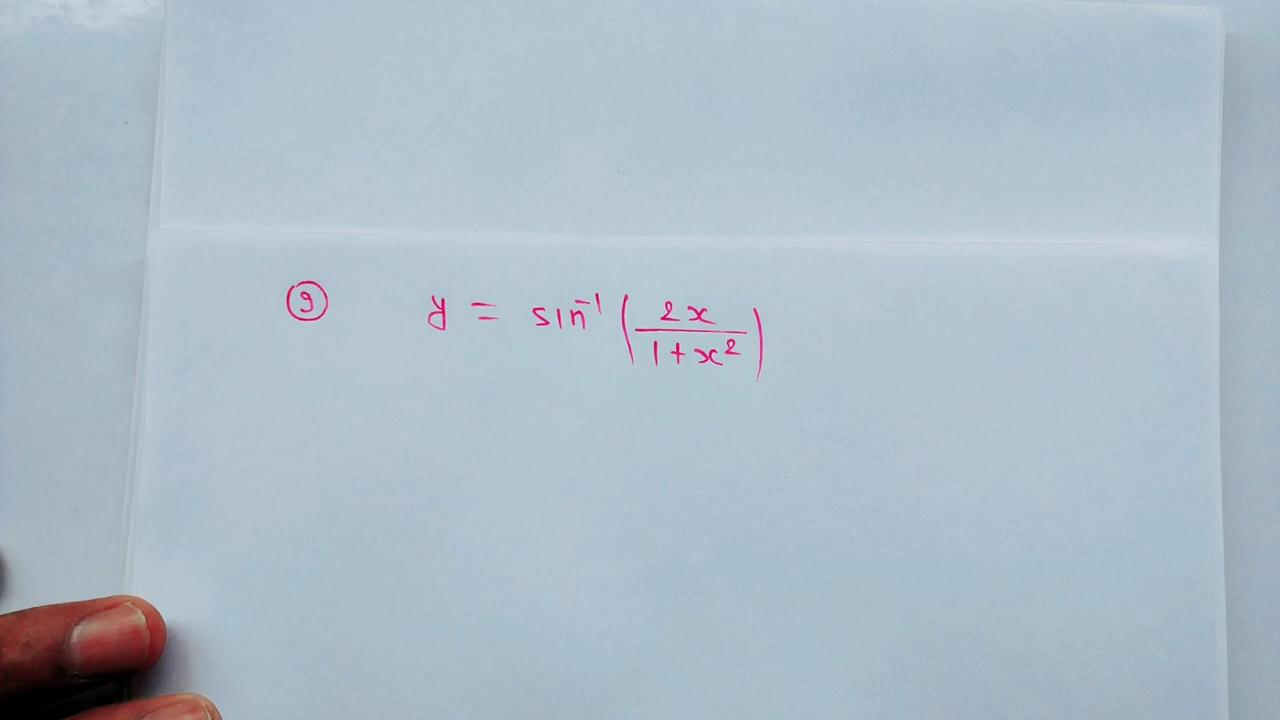 ⑨ y = sin⁻¹ (2x / 1+x²)